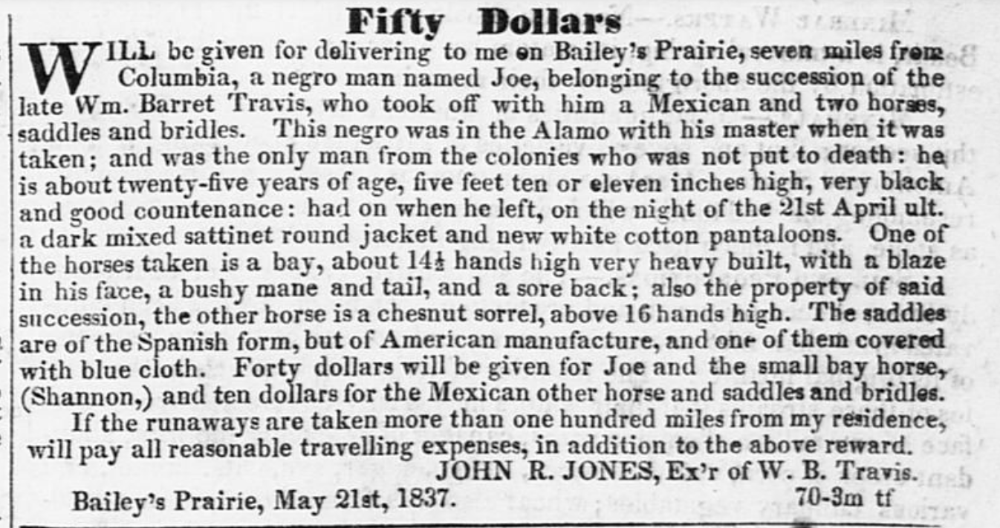 Fifty Dollars
WILL be given for delivering to me on Bailey's Prairie, seven miles from
Columbia, a negro man named Joe, belonging to the succession of the
late Wm. Barret Travis, who took off with him a Mexican and two horses,
saddles and bridles. This negro was in the Alamo with his master when it was
taken; and was the only man from the colonies who was not put to death: he
is about twenty-five years of age, five feet ten or eleven inches high, very black
and good countenance: had on when he left, on the night of the 21st April ult.
a dark mixed sattinet round jacket and new white cotton pantaloons. One of
the horses taken is a bay, about 14½ hands high very heavy built, with a blaze
in his face, a bushy mane and tail, and a sore back; also the property of said
succession, the other horse is a chesnut sorrel, above 16 hands high. The saddles
are of the Spanish form, but of American manufacture, and one of them covered
with blue cloth. Forty dollars will be given for Joe and the small bay horse,
(Shannon,) and ten dollars for the Mexican other horse and saddles and bridles.
If the runaways are taken more than one hundred miles from my residence,
will pay all reasonable travelling expenses, in addition to the above reward.
JOHN R. JONES, Ex'r of W. B. Travis.
Bailey's Prairie, May 21st, 1837. 70-3m tf